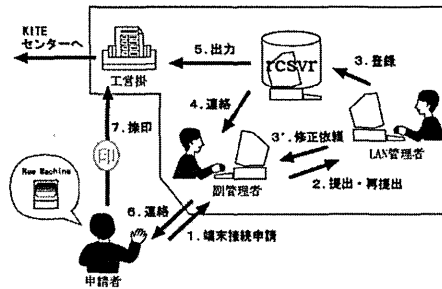 KITE
センターへ
工営掛
5.出力
rcsvr
3.登録
4.連絡
3'.修正依頼
LAN管理者
7.捺印
印
副管理者
2.提出・再提出
New Machine
6.連絡
1.端末接続申請
申請者